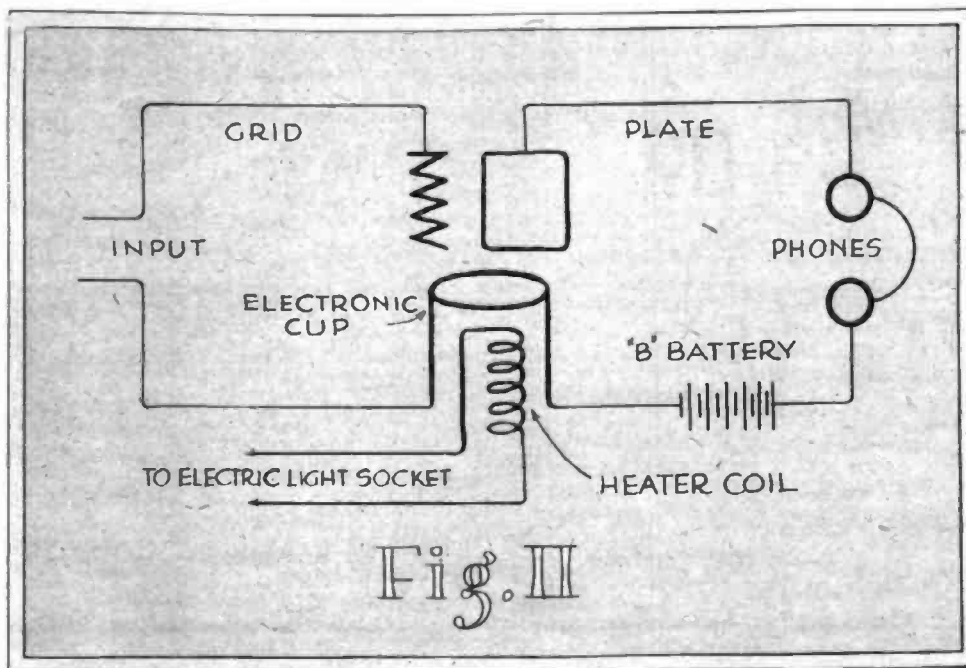 GRID
PLATE
INPUT
PHONES
ELECTRONIC
CUP
"B" BATTERY
TO ELECTRIC LIGHT SOCKET
HEATER COIL
Fig. II